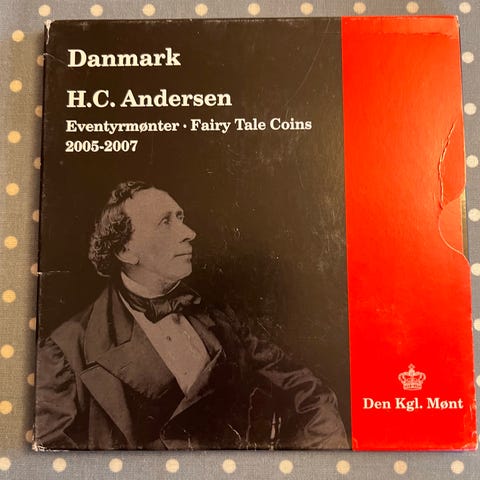 Danmark
H.C. Andersen
Eventyrmønter · Fairy Tale Coins
2005-2007
Den Kgl. Mønt